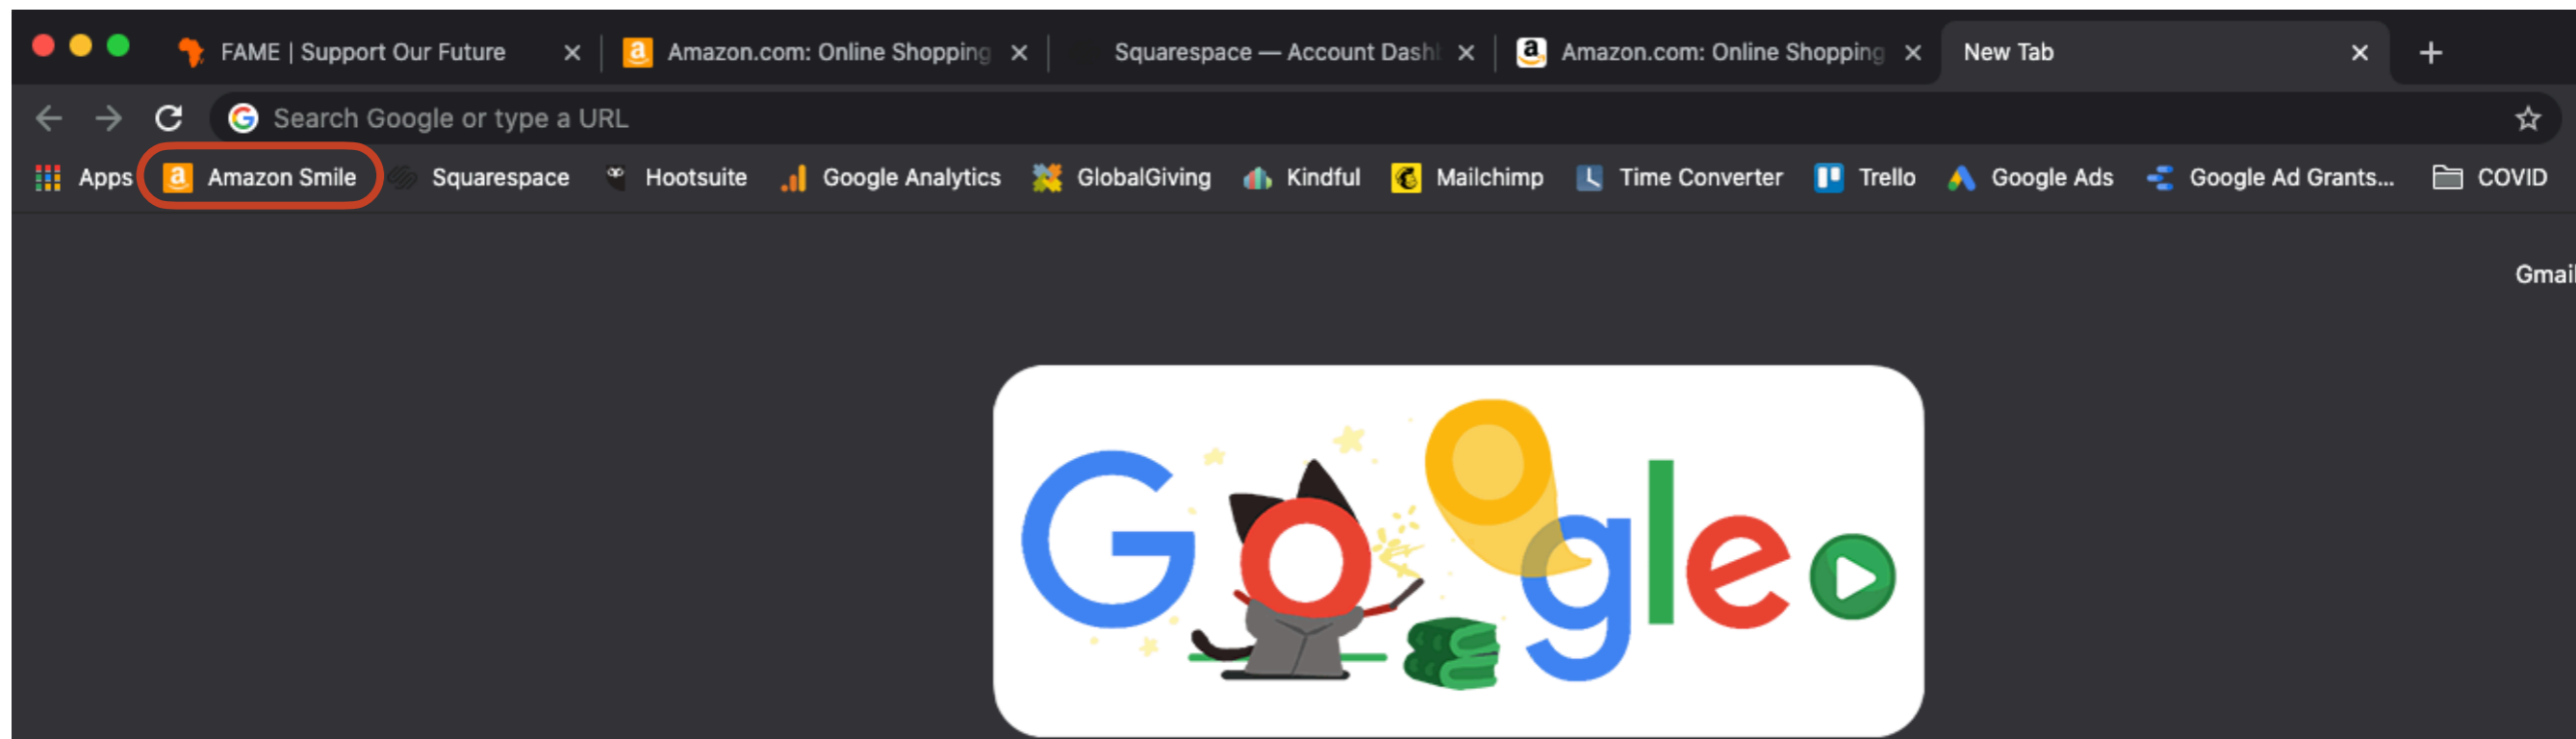 FAME | Support Our Future
Amazon.com: Online Shopping
Squarespace — Account Dash
Amazon.com: Online Shopping
New Tab
Search Google or type a URL
Apps
Amazon Smile
Squarespace
Hootsuite
Google Analytics
GlobalGiving
Kindful
Mailchimp
Time Converter
Trello
Google Ads
Google Ad Grants...
COVID
Gmail
Google